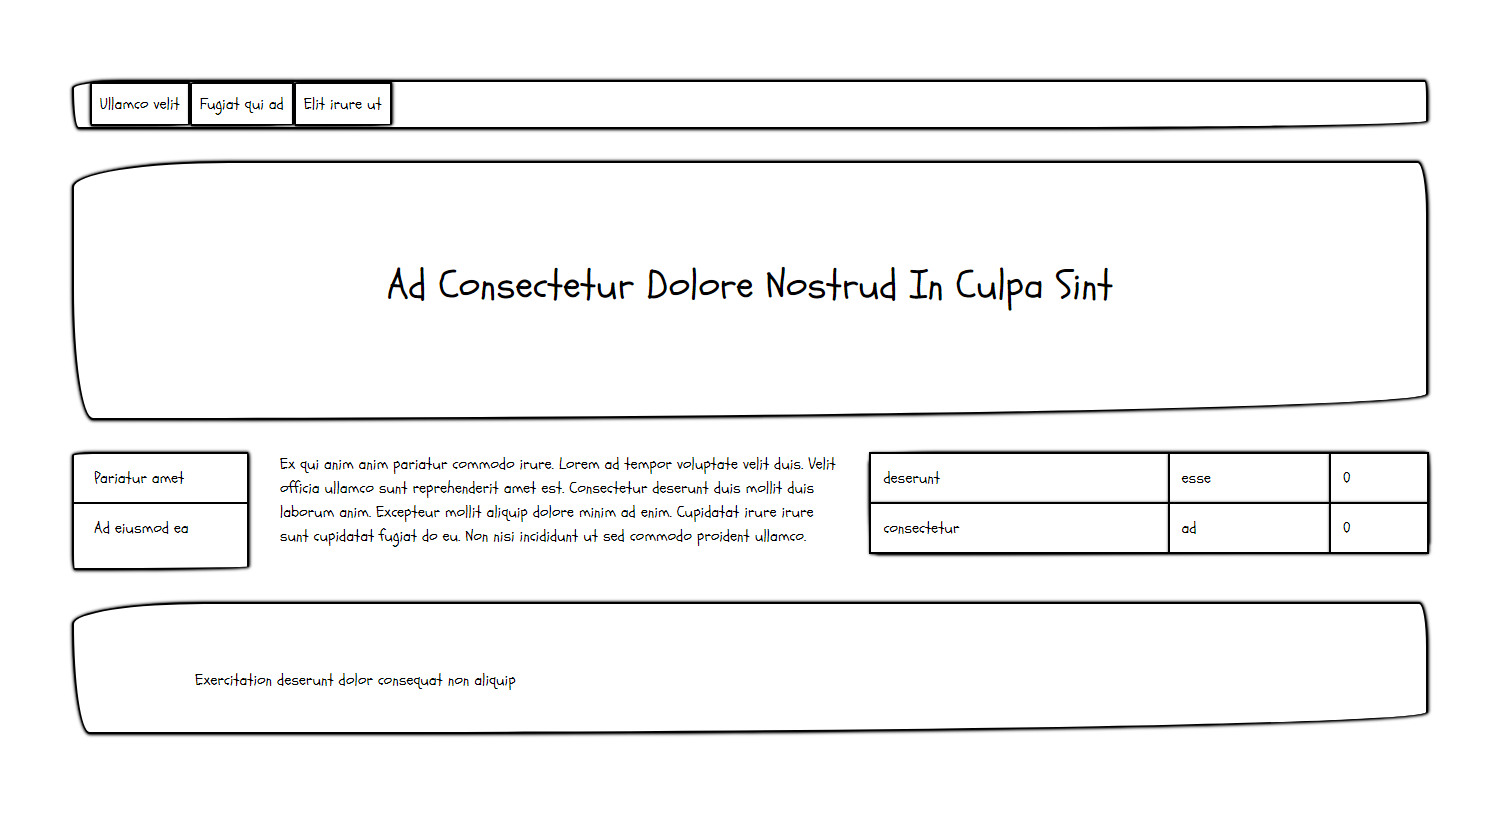 Ullamco velit Fugiat qui ad Elit irure ut
Ad Consectetur Dolore Nostrud In Culpa Sint
Pariatur amet
Ad eiusmod ea
Ex qui anim anim pariatur commodo irure. Lorem ad tempor voluptate velit duis. Velit
officia ullamco sunt reprehenderit amet est. Consectetur deserunt duis mollit duis
laborum anim. Excepteur mollit aliquip dolore minim ad enim. Cupidatat irure irure
sunt cupidatat fugiat do eu. Non nisi incididunt ut sed commodo proident ullamco.
deserunt esse 0
consectetur ad 0
Exercitation deserunt dolor consequat non aliquip